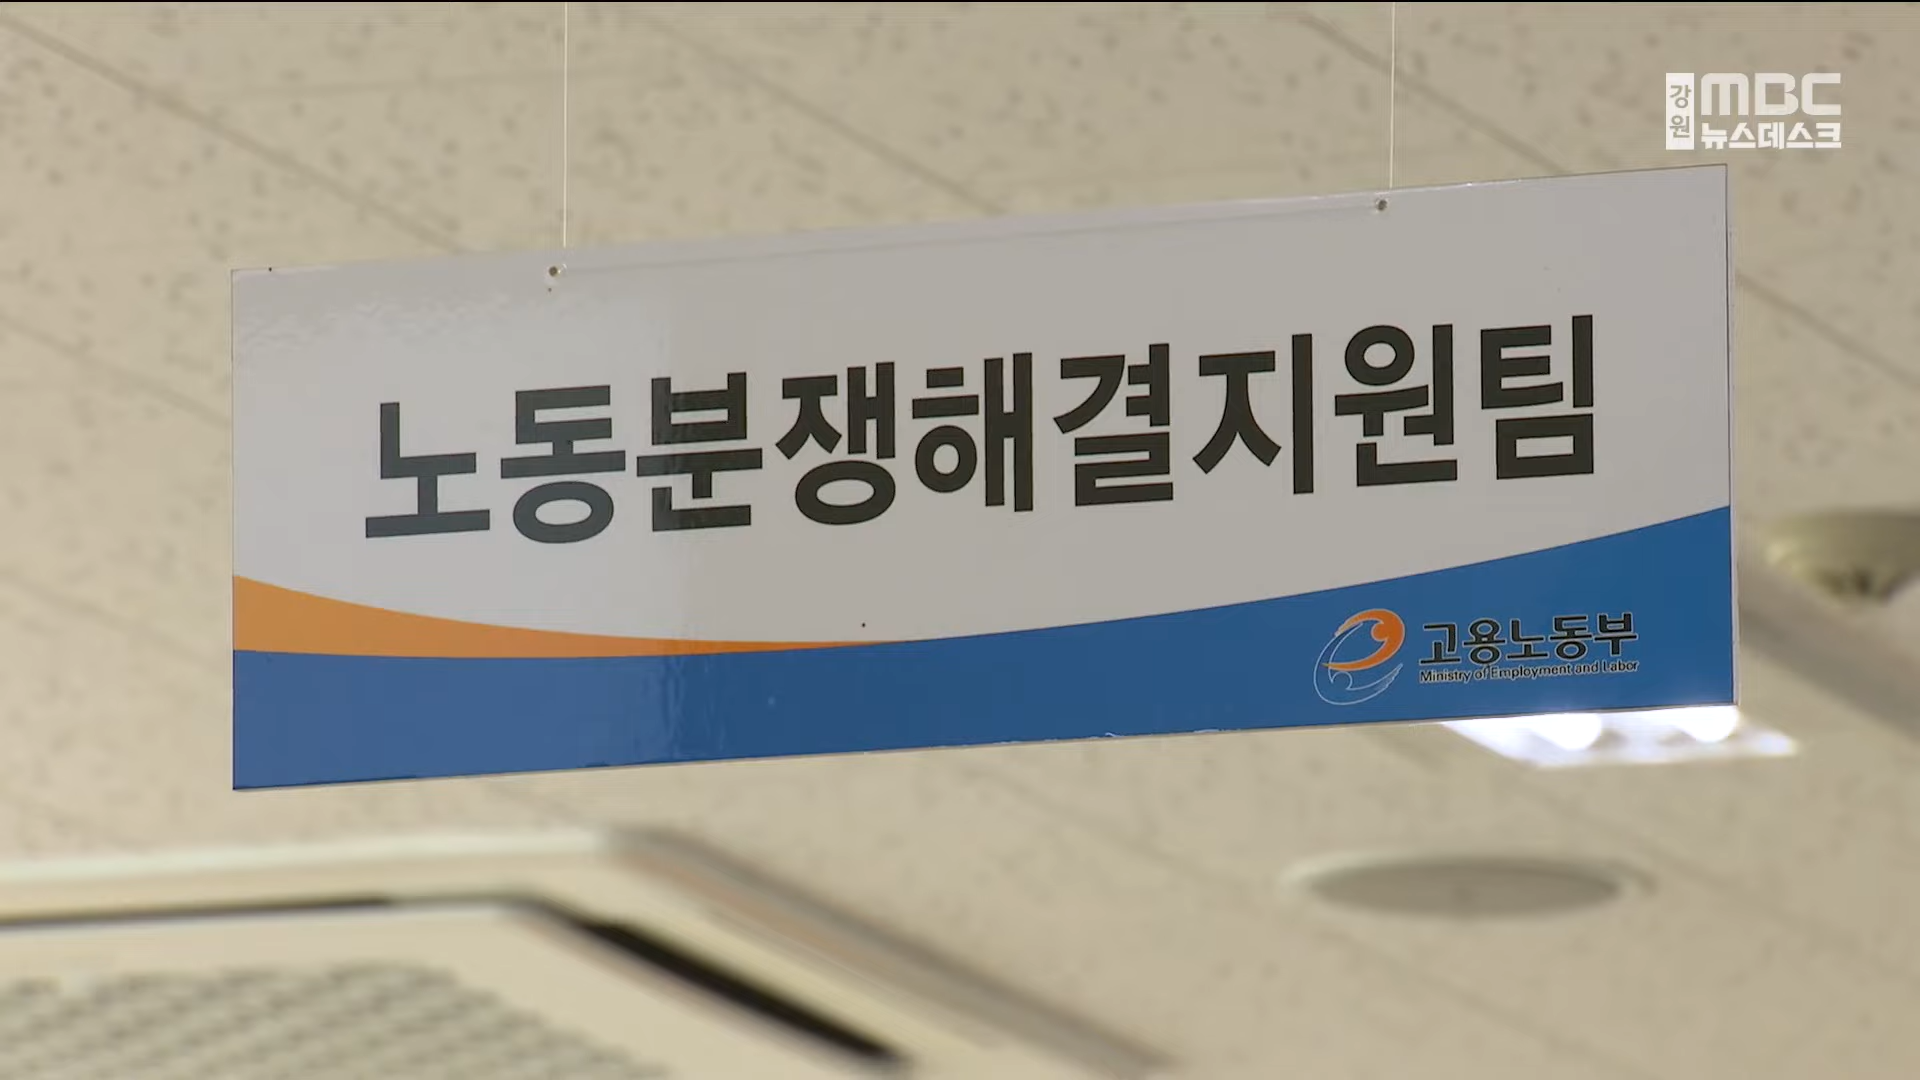 강원
MBC
뉴스데스크
노동분쟁해결지원팀
고용노동부
Ministry of Employment and Labor